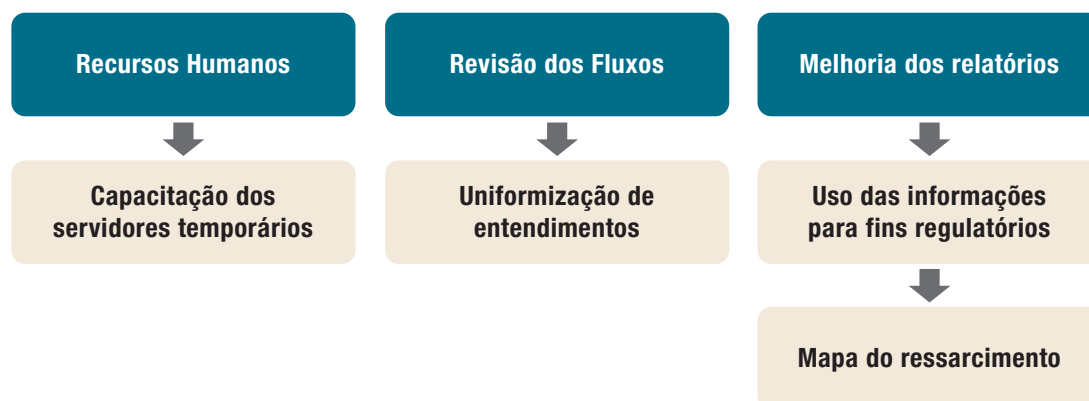 Recursos Humanos
Capacitação dos
servidores temporários
Revisão dos Fluxos
Uniformização de
entendimentos
Melhoria dos relatórios
Uso das informações
para fins regulatórios
Mapa do ressarcimento